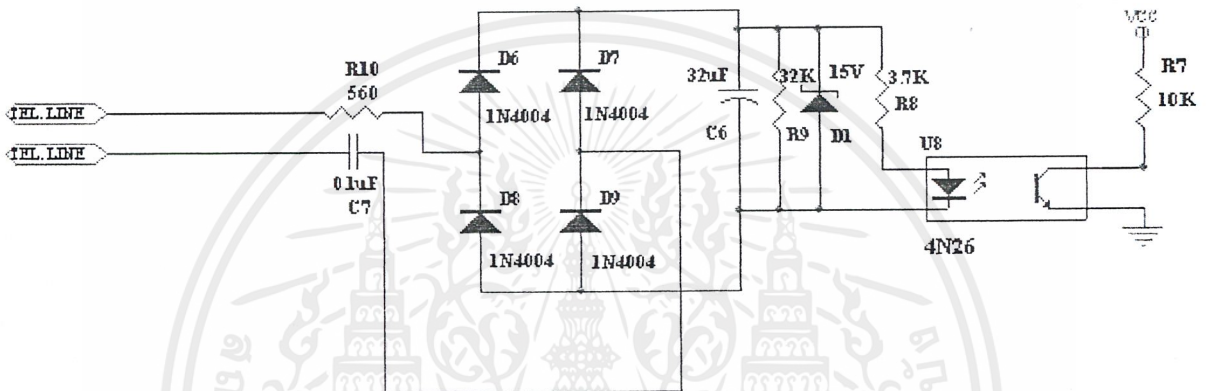 VCC
TEL. LINE
TEL. LINE
R10
560
0.1uF
C7
D6
1N4004
D7
1N4004
D8
1N4004
D9
1N4004
32uF
C6
32K
R9
15V
D1
3.7K
R8
U8
4N26
R7
10K